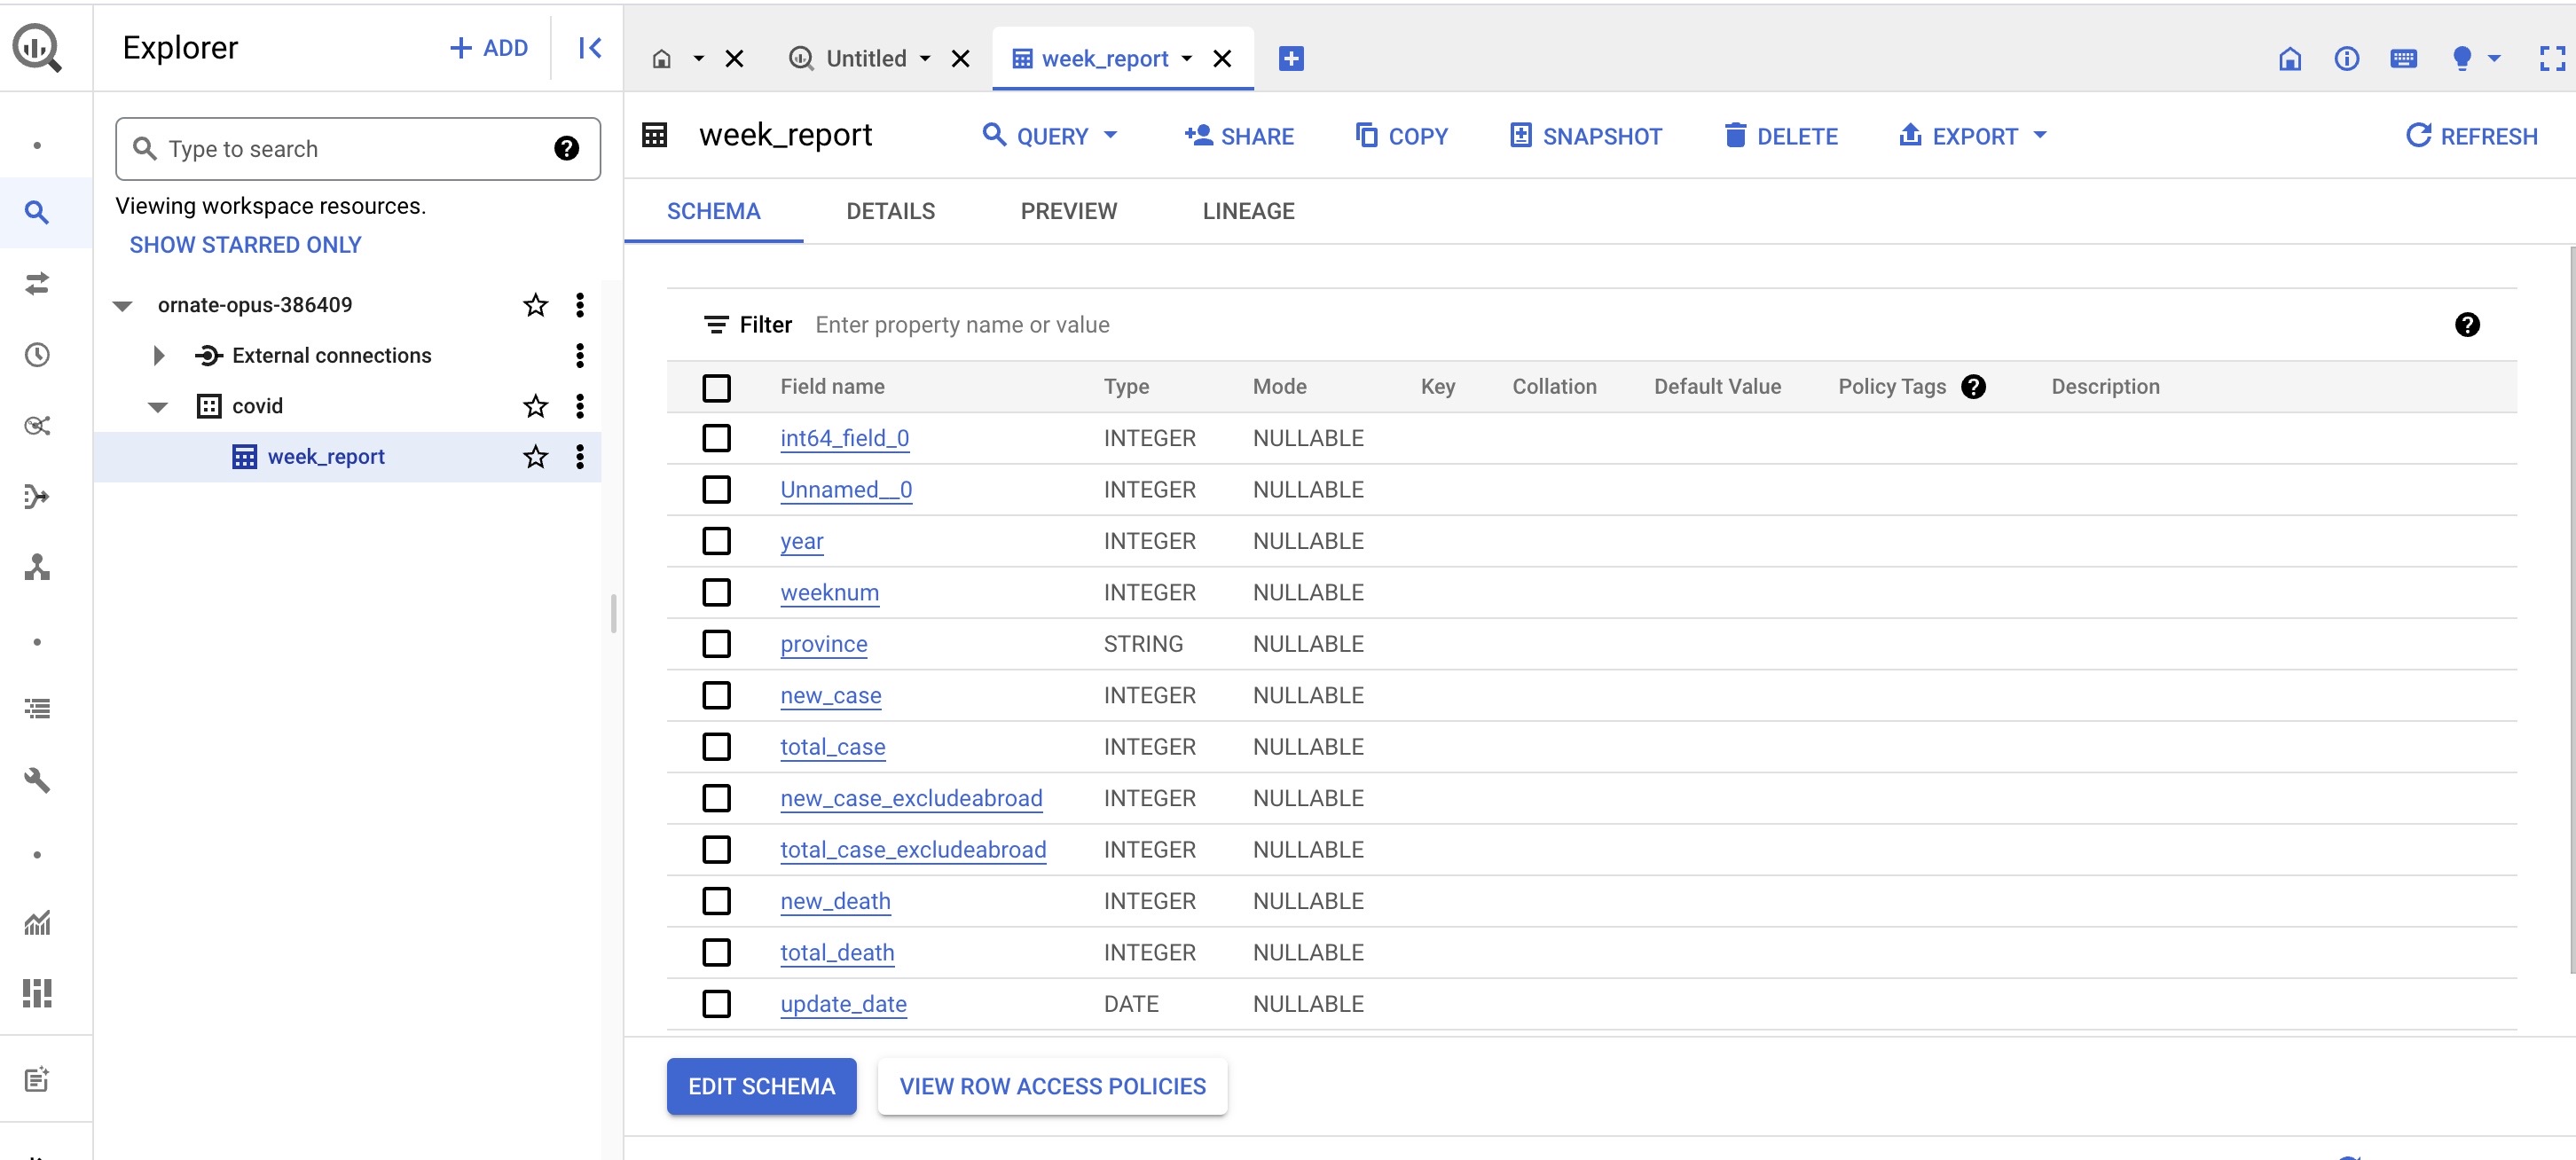 Explorer
ADD
Untitled
week_report
week_report
QUERY
SHARE
COPY
SNAPSHOT
DELETE
EXPORT
REFRESH
Type to search
Viewing workspace resources.
SHOW STARRED ONLY
ornate-opus-386409
External connections
covid
week_report
SCHEMA
DETAILS
PREVIEW
LINEAGE
Filter Enter property name or value
Field name Type Mode Key Collation Default Value Policy Tags Description
int64_field_0 INTEGER NULLABLE
Unnamed__0 INTEGER NULLABLE
year INTEGER NULLABLE
weeknum INTEGER NULLABLE
province STRING NULLABLE
new_case INTEGER NULLABLE
total_case INTEGER NULLABLE
new_case_excludeabroad INTEGER NULLABLE
total_case_excludeabroad INTEGER NULLABLE
new_death INTEGER NULLABLE
total_death INTEGER NULLABLE
update_date DATE NULLABLE
EDIT SCHEMA
VIEW ROW ACCESS POLICIES